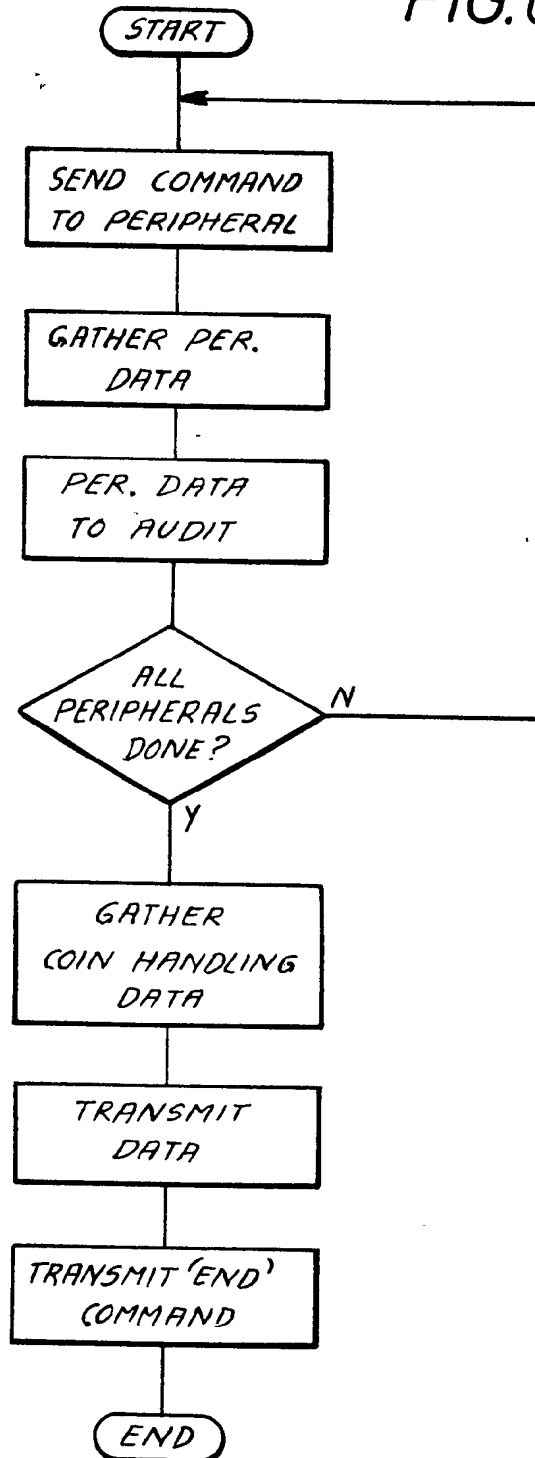 START
FIG.
SEND COMMAND
TO PERIPHERAL
GATHER PER.
DATA
PER. DATA
TO AUDIT
ALL
PERIPHERALS
DONE?
N
Y
GATHER
COIN HANDLING
DATA
TRANSMIT
DATA
TRANSMIT 'END'
COMMAND
END